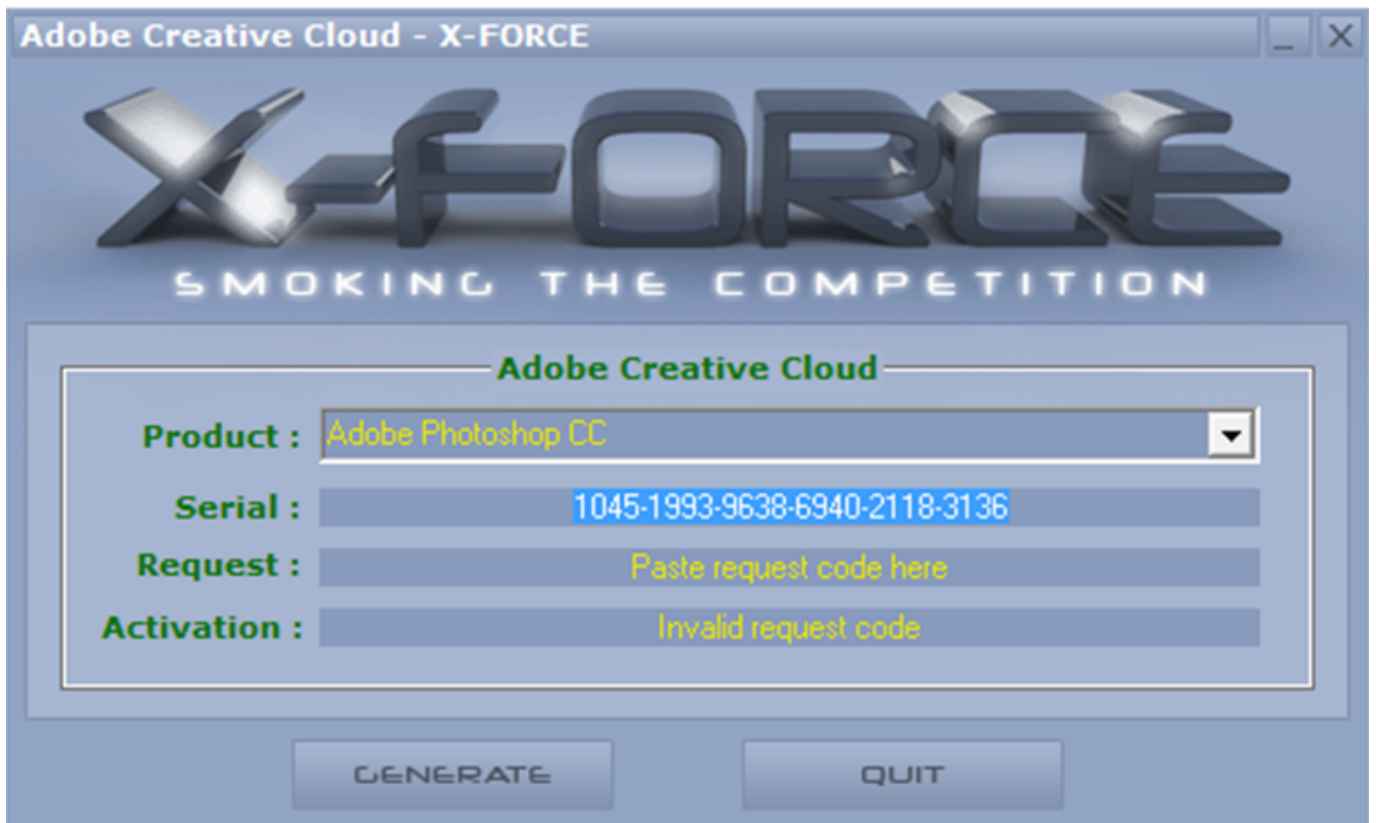 Adobe Creative Cloud - X-FORCE
X-FORCE
SMOKING THE COMPETITION
Adobe Creative Cloud
Product : Adobe Photoshop CC
Serial : 1045-1993-9638-6940-2118-3136
Request : Paste request code here
Activation : Invalid request code
GENERATE QUIT